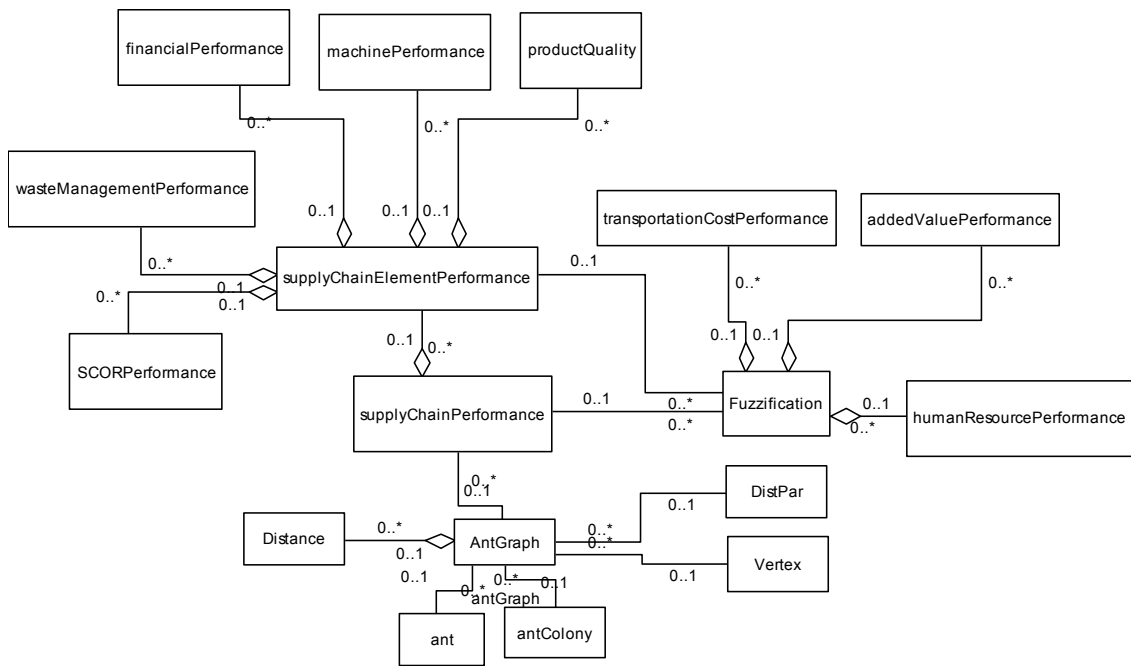 financialPerformance
machinePerformance
productQuality
0..*
0..*
0..*
wasteManagementPerformance
0..1
0..1
0..1
transportationCostPerformance
addedValuePerformance
0..*
supplyChainElementPerformance
0..1
0..*
0..*
0..*
0..1
0..1
SCORPerformance
0..1
0..*
0..1
0..1
supplyChainPerformance
0..1
0..*
0..*
Fuzzification
0..1
0..*
humanResourcePerformance
0..*
0..1
DistPar
0..1
Distance
0..*
0..1
AntGraph
0..*
0..*
Vertex
0..1
0..1
0..*
0..*
0..1
antGraph
ant
antColony